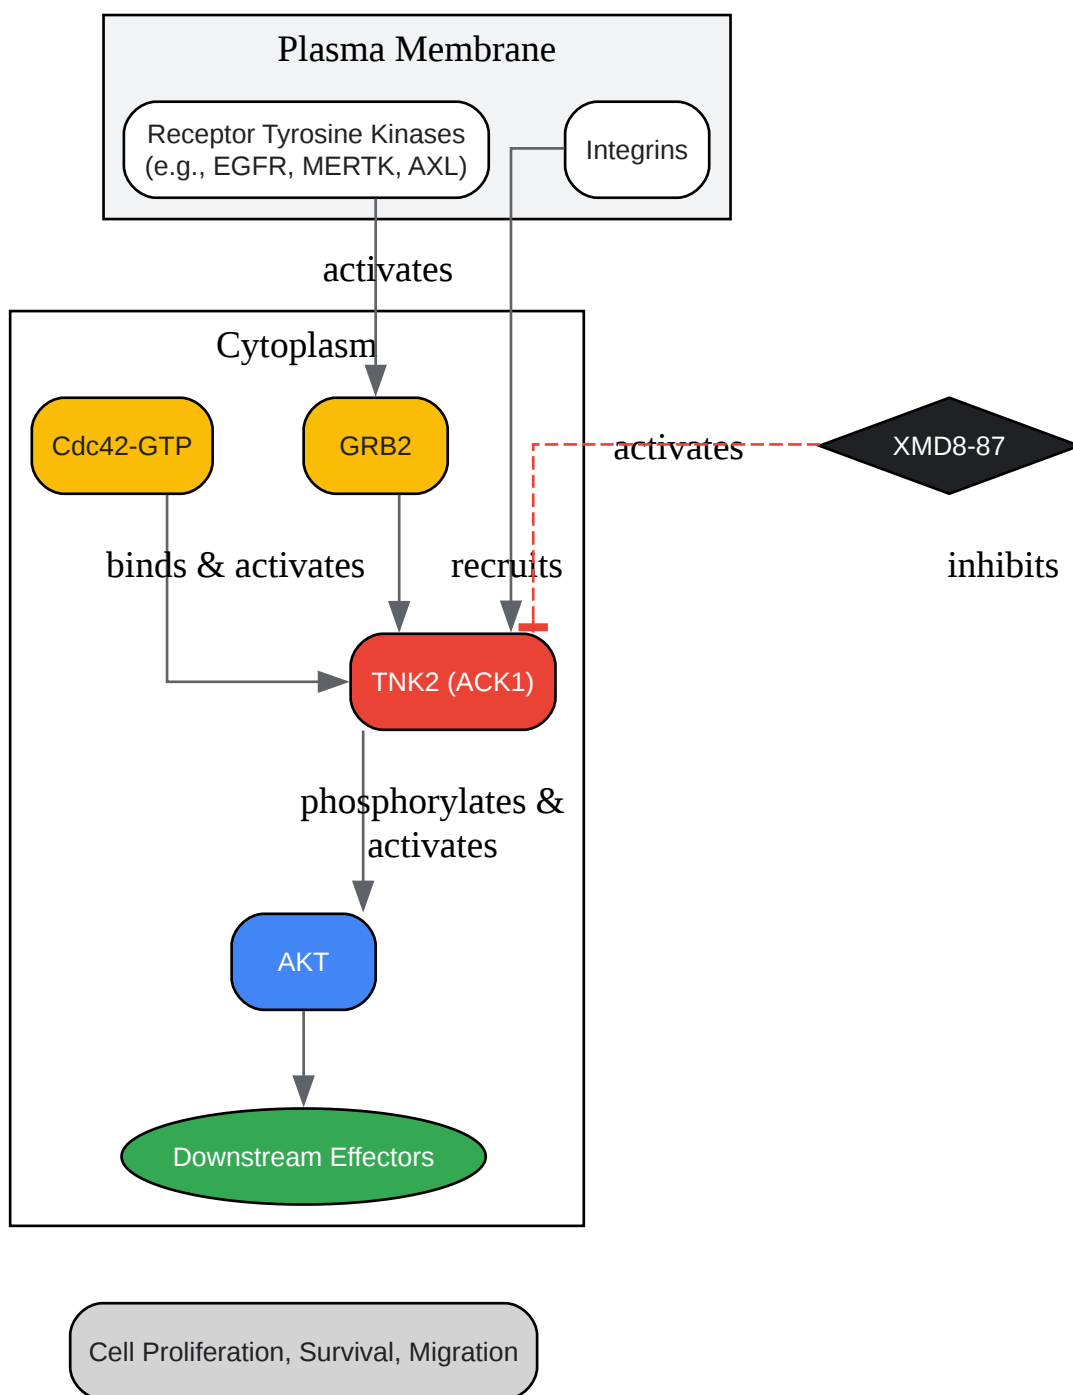 Plasma Membrane
Receptor Tyrosine Kinases
(e.g., EGFR, MERTK, AXL)
Integrins
activates
Cytoplasm
Cdc42-GTP
GRB2
activates
XMD8-87
binds & activates
recruits
inhibits
TNK2 (ACK1)
phosphorylates &
activates
AKT
Downstream Effectors
Cell Proliferation, Survival, Migration